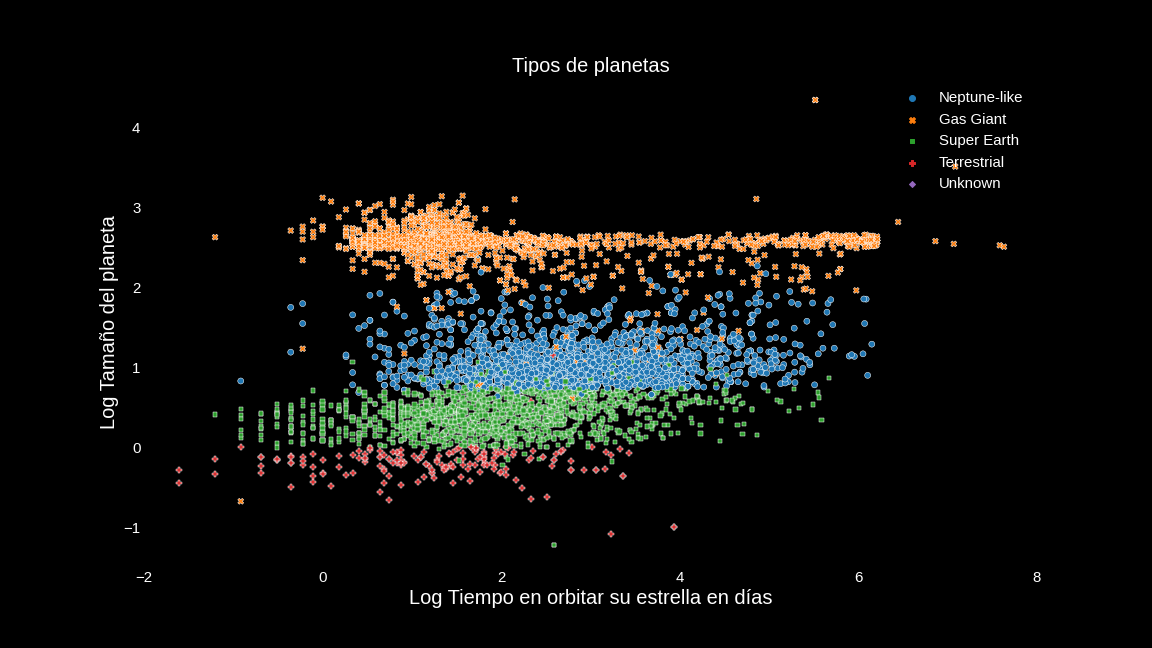 Tipos de planetas
Neptune-like
Gas Giant
Super Earth
Terrestrial
Unknown
4
3
2
1
0
−1
Log Tamaño del planeta
−2
0
2
4
6
8
Log Tiempo en orbitar su estrella en días